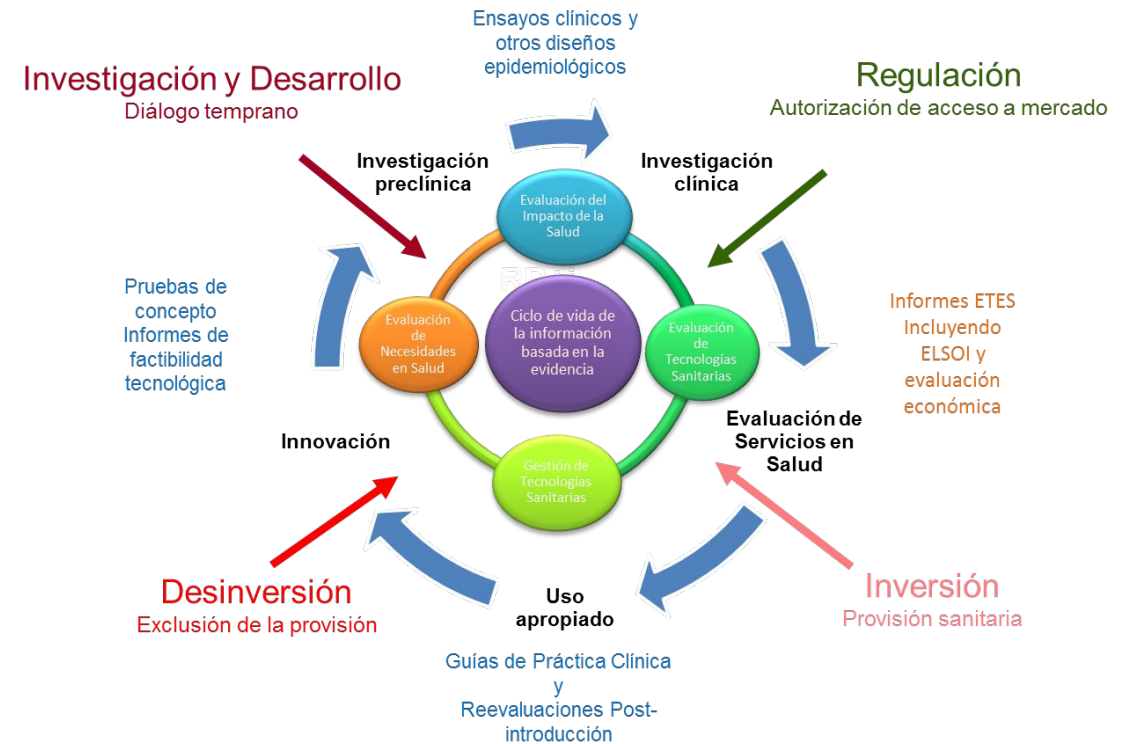 Ensayos clínicos y
otros diseños
epidemiológicos
Investigación y Desarrollo
Diálogo temprano
Regulación
Autorización de acceso a mercado
Investigación
preclínica
Investigación
clínica
Evaluación del
Impacto de la
Salud
Pruebas de
concepto
Informes de
factibilidad
tecnológica
Evaluación
de
Necesidades
en Salud
Ciclo de vida de
la información
basada en la
evidencia
Evaluación
de
Tecnologías
Sanitarias
Informes ETES
Incluyendo
ELSOI y
evaluación
económica
Innovación
Evaluación de
Servicios en
Salud
Gestión de
Tecnologías
Sanitarias
Desinversión
Exclusión de la provisión
Uso
apropiado
Inversión
Provisión sanitaria
Guías de Práctica Clínica
y
Reevaluaciones Post-
introducción